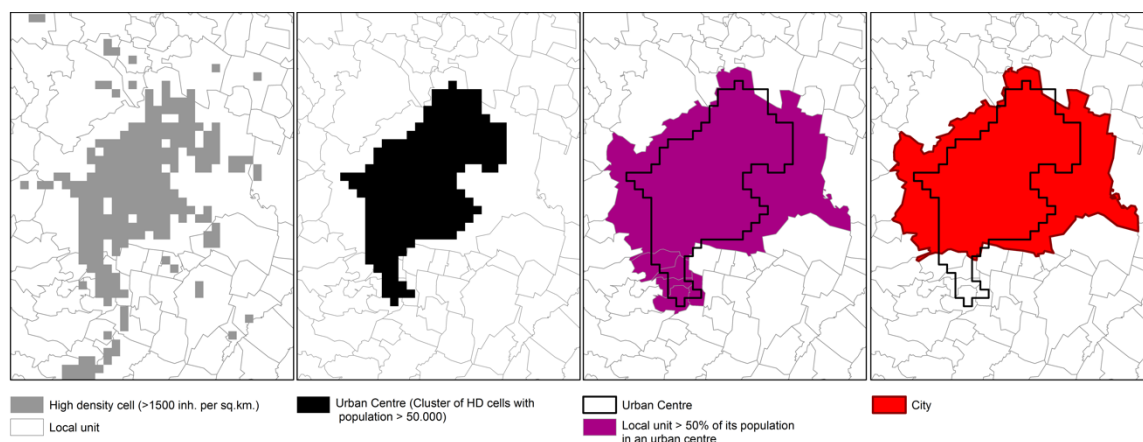 High density cell (>1500 inh. per sq.km.)
Local unit
Urban Centre (Cluster of HD cells with
population > 50.000)
Urban Centre
Local unit > 50% of its population
in an urban centre
City